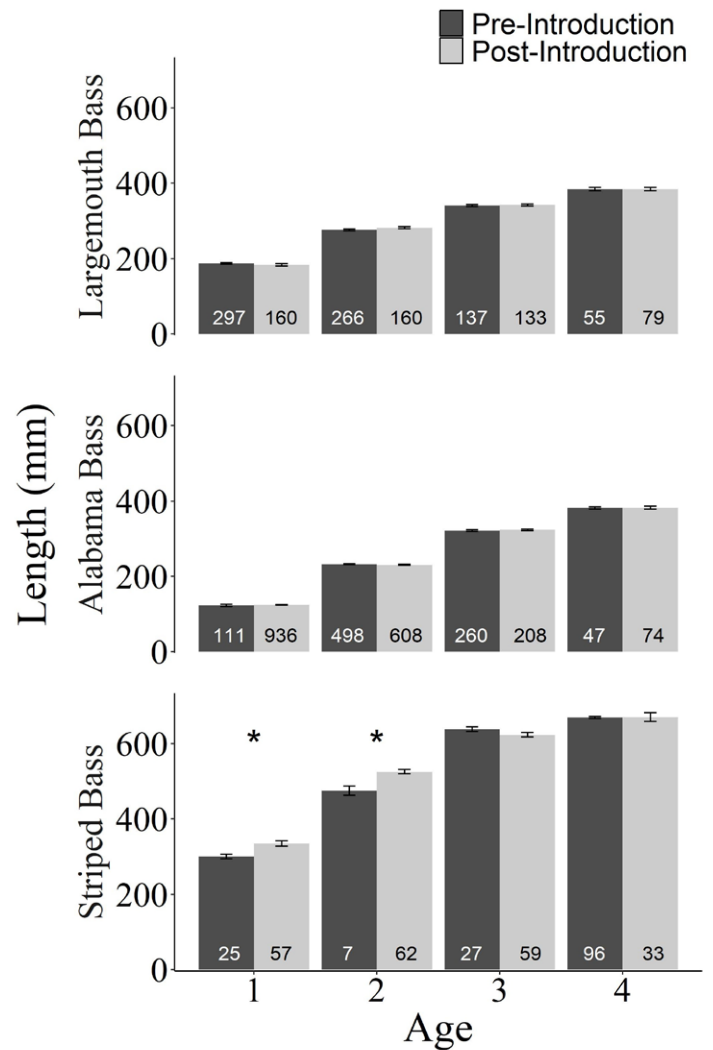 Pre-Introduction
Post-Introduction
Length (mm)
Largemouth Bass
600
400
200
0
297 160 266 160 137 133 55 79
Alabama Bass
600
400
200
0
111 936 498 608 260 208 47 74
Striped Bass
600
400
200
0
* *
25 57 7 62 27 59 96 33
1 2 3 4
Age